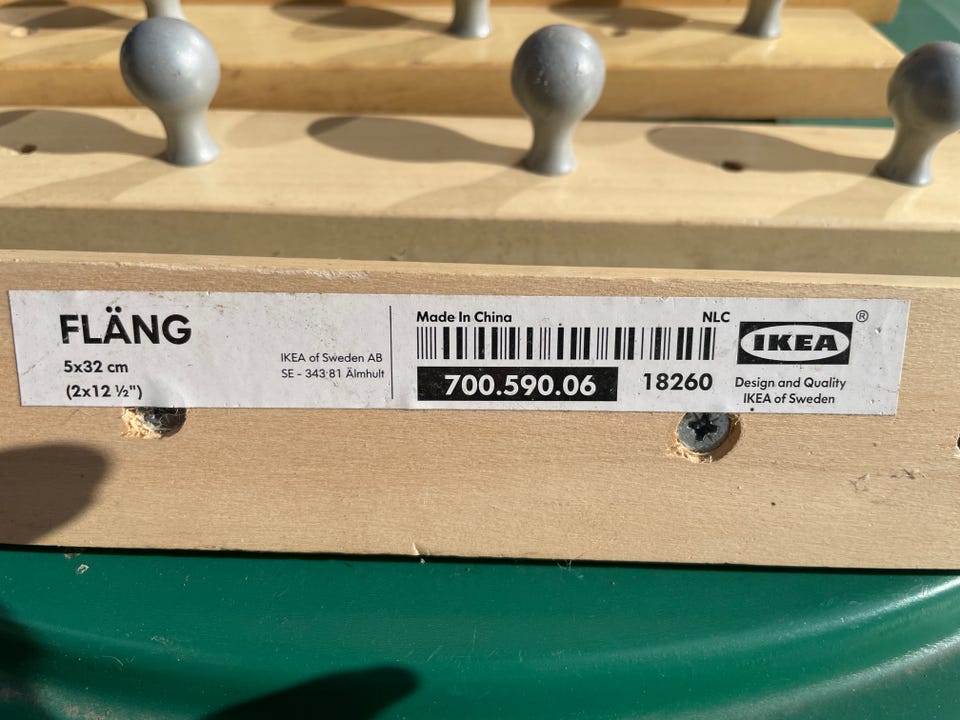 FLÄNG
5x32 cm
(2x12 ½")
IKEA of Sweden AB
SE - 343 81 Älmhult
Made In China
NLC
700.590.06
18260
IKEA ®
Design and Quality
IKEA of Sweden